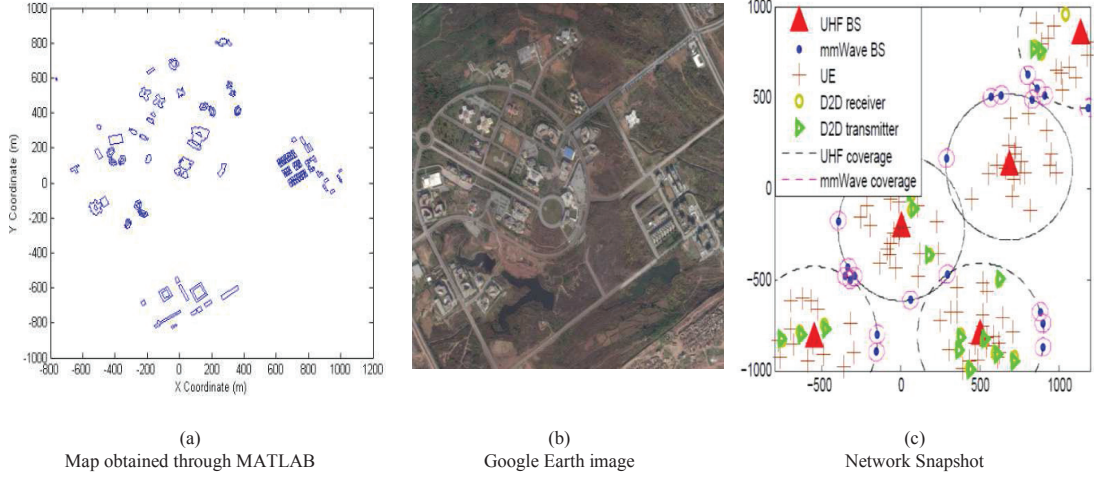 1000
800
600
400
200
0
-200
-400
-600
-800
-1000
-800 -600 -400 -200 0 200 400 600 800 1000 1200
Y Coordinate (m)
X Coordinate (m)
(a)
Map obtained through MATLAB
(b)
Google Earth image
1000
500
0
-500
-1000
-500 0 500 1000
UHF BS
mmWave BS
UE
D2D receiver
D2D transmitter
UHF coverage
mmWave coverage
(c)
Network Snapshot